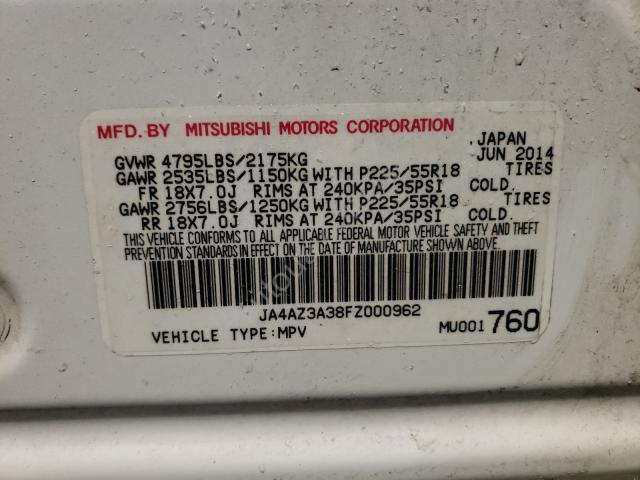 MFD.BY MITSUBISHI MOTORS CORPORATION
, JAPAN
GVWR 4795LBS/2175KG JUN 2014
GAWR 2535LBS/1150KG WITH P225/55R18 TIRES
FR 18X7.0J RIMS AT 240KPA/35PSI COLD.
GAWR 2756LBS/1250KG WITH P225/55R18 TIRES
RR 18X7.0J RIMS AT 240KPA/35PSI COLD.
THIS VEHICLE CONFORMS TO ALL APPLICABLE FEDERAL MOTOR VEHICLE SAFETY AND THEFT
PREVENTION STANDARDS IN EFFECT ON THE DATE OF MANUFACTURE SHOWN ABOVE.
JA4AZ3A38FZ000962
VEHICLE TYPE:MPV MU001 760